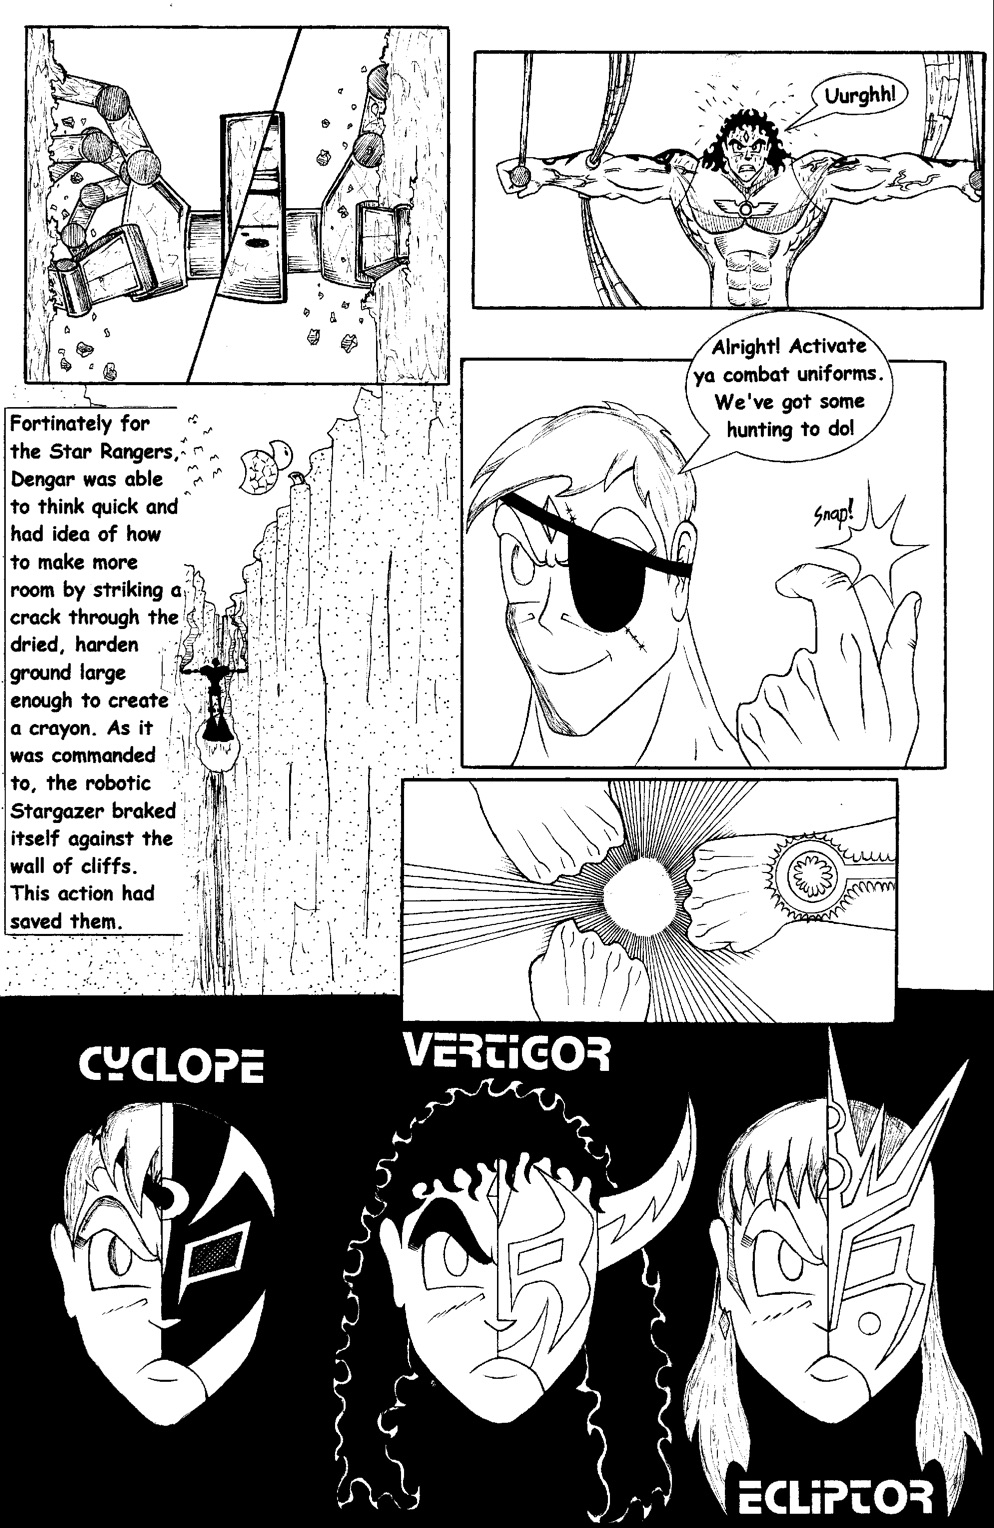 Uurghh!
Alright! Activate
ya combat uniforms.
We've got some
hunting to do!
Snap!
Fortinately for
the Star Rangers,
Dengar was able
to think quick and
had idea of how
to make more
room by striking a
crack through the
dried, harden
ground large
enough to create
a crayon. As it
was commanded
to, the robotic
Stargazer braked
itself against the
wall of cliffs.
This action had
saved them.
CYCLOPE
VERTIGOR
ECLIPTOR